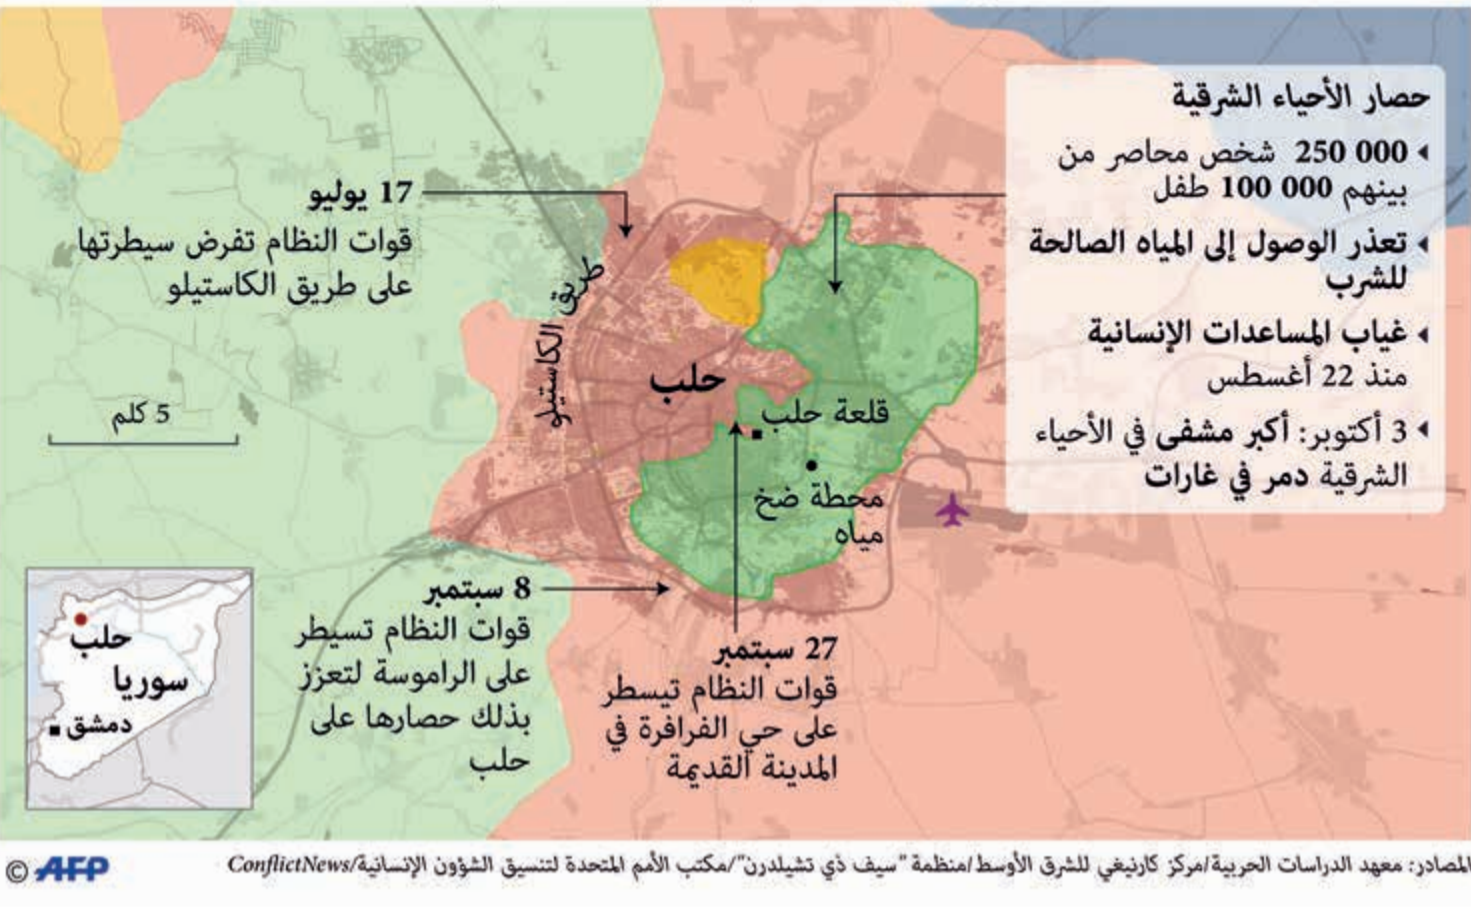 حصار الأحياء الشرقية
250 000 شخص محاصر من
بينهم 100 000 طفل
تعذر الوصول إلى المياه الصالحة
للشرب
غياب المساعدات الإنسانية
منذ 22 أغسطس
3 أكتوبر: أكبر مشفى في الأحياء
الشرقية دمر في غارات
17 يوليو
قوات النظام تفرض سيطرتها
على طريق الكاستيلو
طريق الكاستيلو
حلب
قلعة حلب
محطة ضخ
مياه
5 كلم
8 سبتمبر
قوات النظام تسيطر
على الراموسة لتعزز
بذلك حصارها على
حلب
27 سبتمبر
قوات النظام تيسطر
على حي الفرافرة في
المدينة القديمة
حلب
سوريا
دمشق
المصادر: معهد الدراسات الحربية/مركز كارنيغي للشرق الأوسط/منظمة "سيف ذي تشيلدرن"/مكتب الأمم المتحدة لتنسيق الشؤون الإنسانية/ConflictNews
© AFP